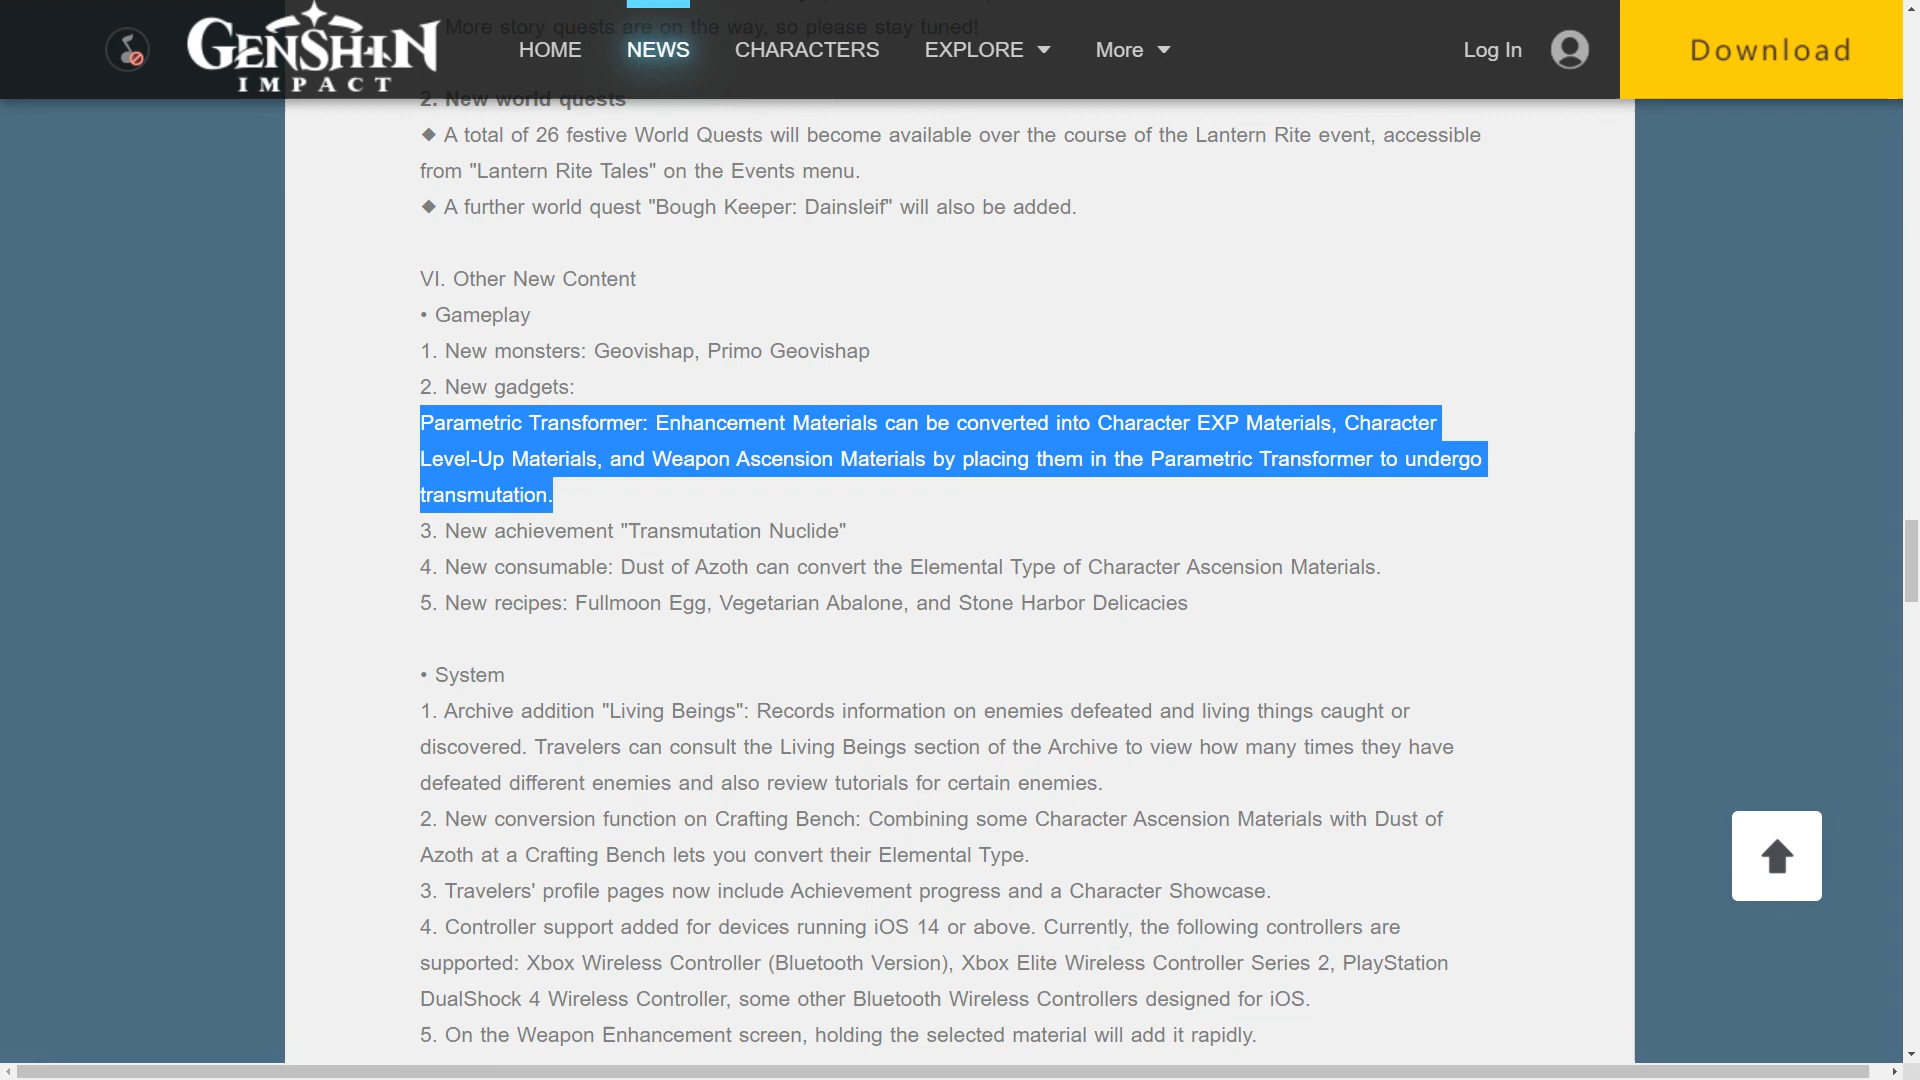 More story quests are on the way, so please stay tuned!
GENSHIN
IMPACT
HOME
NEWS
CHARACTERS
EXPLORE
More
Log In
Download
2. New world quests
◆ A total of 26 festive World Quests will become available over the course of the Lantern Rite event, accessible
from "Lantern Rite Tales" on the Events menu.
◆ A further world quest "Bough Keeper: Dainsleif" will also be added.
VI. Other New Content
• Gameplay
1. New monsters: Geovishap, Primo Geovishap
2. New gadgets:
Parametric Transformer: Enhancement Materials can be converted into Character EXP Materials, Character
Level-Up Materials, and Weapon Ascension Materials by placing them in the Parametric Transformer to undergo
transmutation.
3. New achievement "Transmutation Nuclide"
4. New consumable: Dust of Azoth can convert the Elemental Type of Character Ascension Materials.
5. New recipes: Fullmoon Egg, Vegetarian Abalone, and Stone Harbor Delicacies
• System
1. Archive addition "Living Beings": Records information on enemies defeated and living things caught or
discovered. Travelers can consult the Living Beings section of the Archive to view how many times they have
defeated different enemies and also review tutorials for certain enemies.
2. New conversion function on Crafting Bench: Combining some Character Ascension Materials with Dust of
Azoth at a Crafting Bench lets you convert their Elemental Type.
3. Travelers' profile pages now include Achievement progress and a Character Showcase.
4. Controller support added for devices running iOS 14 or above. Currently, the following controllers are
supported: Xbox Wireless Controller (Bluetooth Version), Xbox Elite Wireless Controller Series 2, PlayStation
DualShock 4 Wireless Controller, some other Bluetooth Wireless Controllers designed for iOS.
5. On the Weapon Enhancement screen, holding the selected material will add it rapidly.